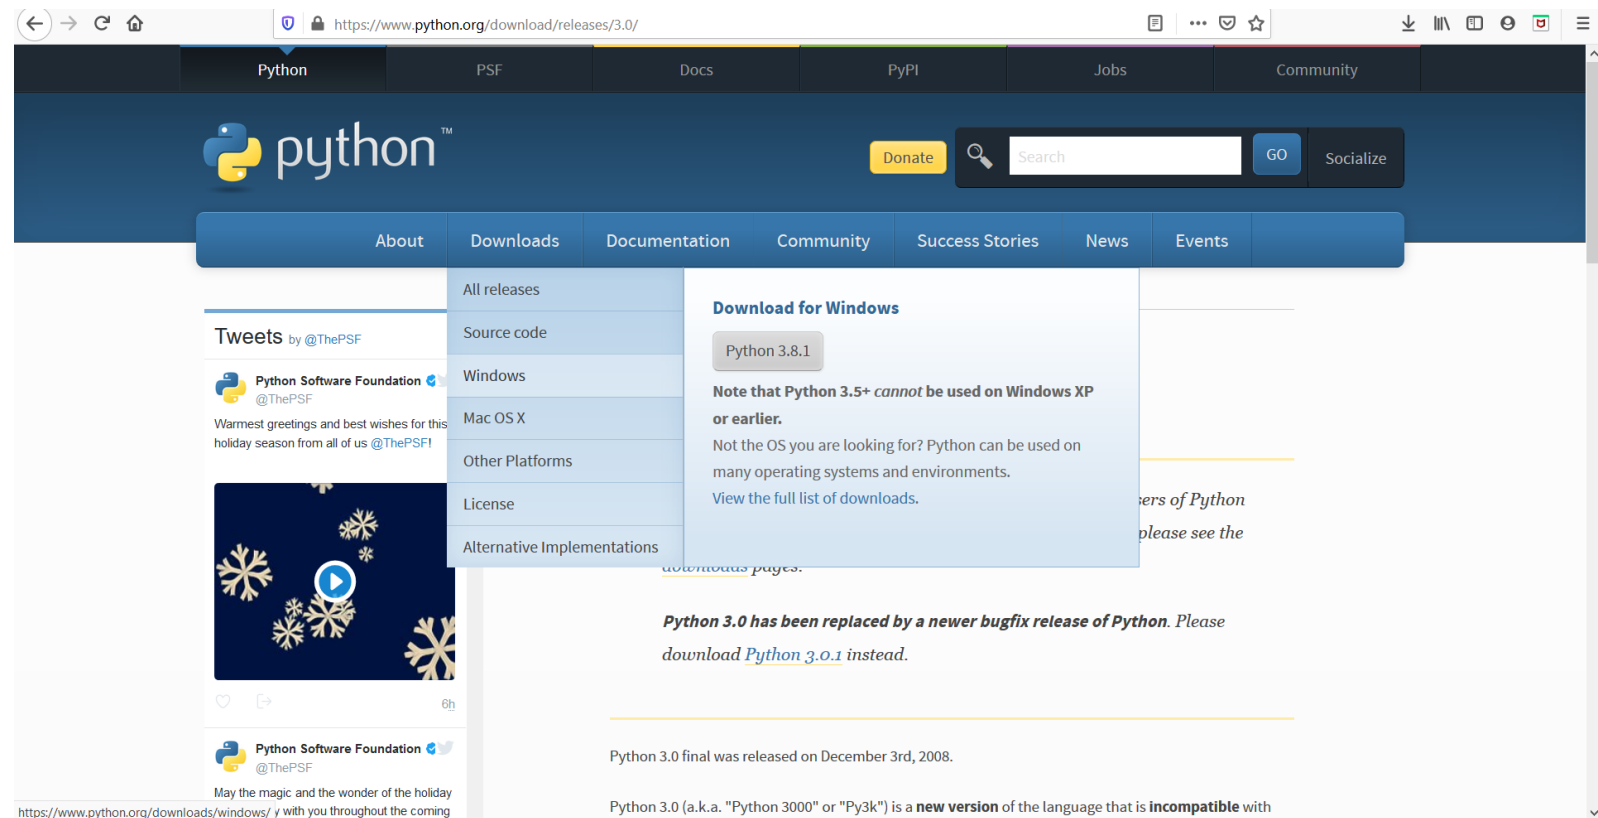 https://www.python.org/download/releases/3.0/
Python PSF Docs PyPI Jobs Community
python™
Donate Search GO Socialize
About Downloads Documentation Community Success Stories News Events
All releases
Source code
Windows
Mac OS X
Other Platforms
License
Alternative Implementations
Download for Windows
Python 3.8.1
Note that Python 3.5+ cannot be used on Windows XP
or earlier.
Not the OS you are looking for? Python can be used on
many operating systems and environments.
View the full list of downloads.
Tweets by @ThePSF
Python Software Foundation
@ThePSF
Warmest greetings and best wishes for this
holiday season from all of us @ThePSF!
6h
Python Software Foundation
@ThePSF
May the magic and the wonder of the holiday
y with you throughout the coming
https://www.python.org/downloads/windows/
sers of Python
please see the
downloads pages.
Python 3.0 has been replaced by a newer bugfix release of Python. Please
download Python 3.0.1 instead.
Python 3.0 final was released on December 3rd, 2008.
Python 3.0 (a.k.a. "Python 3000" or "Py3k") is a new version of the language that is incompatible with